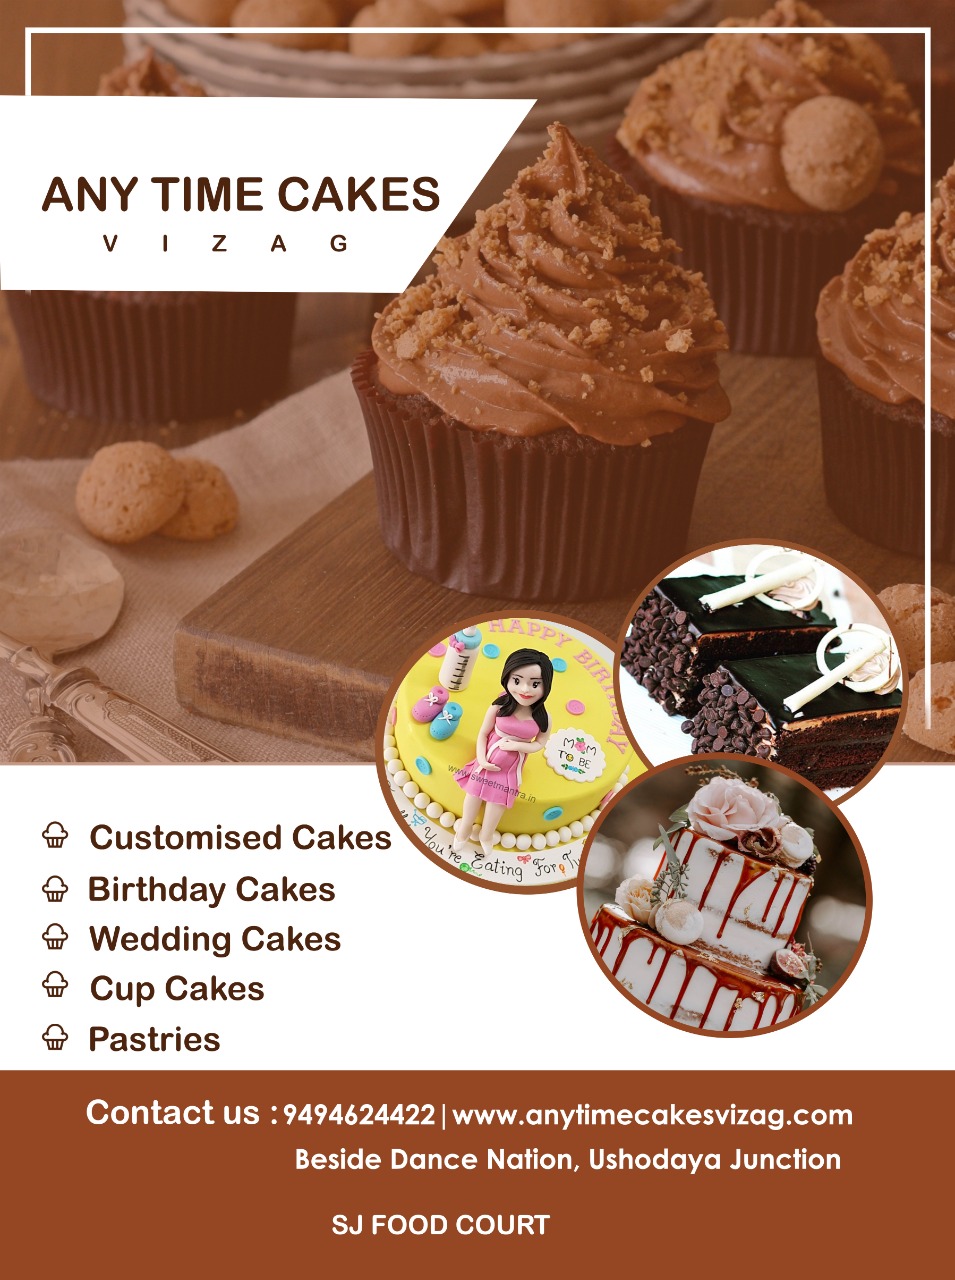 ANY TIME CAKES
V I Z A G
HAPPY BIRTHDAY
MOM
TO BE
www.sweetmantra.in
You're Eating For
Customised Cakes
Birthday Cakes
Wedding Cakes
Cup Cakes
Pastries
Contact us : 9494624422|www.anytimecakesvizag.com
Beside Dance Nation, Ushodaya Junction
SJ FOOD COURT